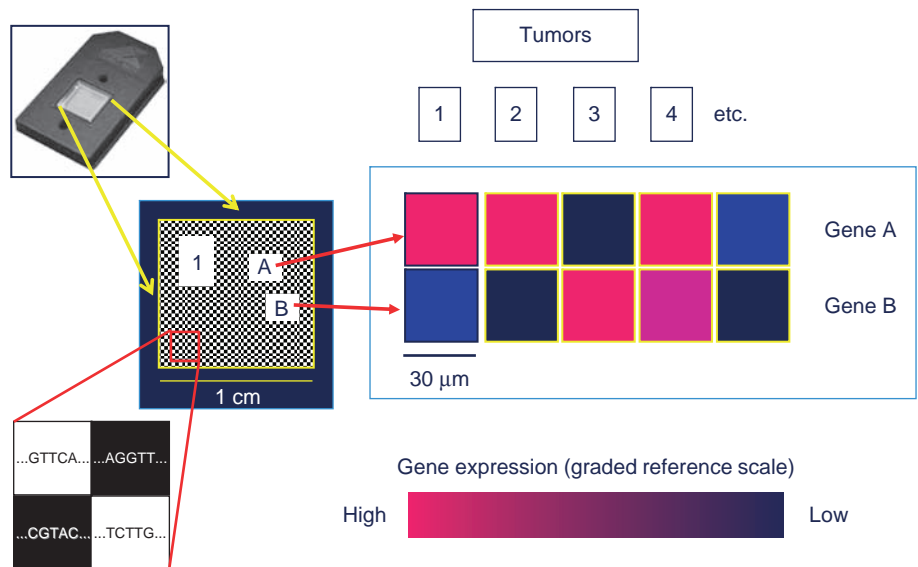 Tumors
1 2 3 4 etc.
1
A
B
Gene A
Gene B
30 μm
1 cm
...GTTCA... ...AGGTT...
...CGTAC... ...TCTTG...
Gene expression (graded reference scale)
High Low